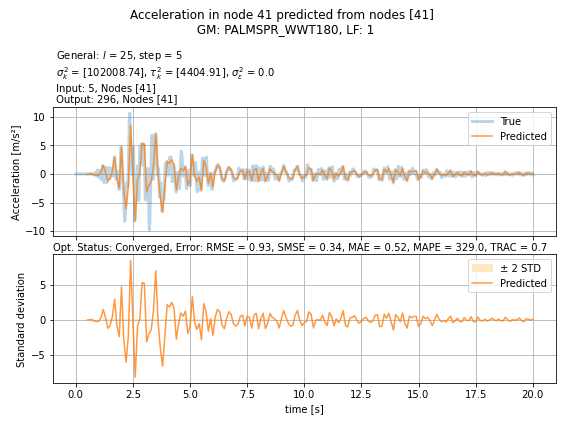 Acceleration in node 41 predicted from nodes [41]
GM: PALMSPR_WWT180, LF: 1
General: l = 25, step = 5
σ²ₖ = [102008.74], τ²ₖ = [4404.91], σ²ε = 0.0
Input: 5, Nodes [41]
Output: 296, Nodes [41]
Acceleration [m/s²]
10
5
0
−5
−10
True
Predicted
Opt. Status: Converged, Error: RMSE = 0.93, SMSE = 0.34, MAE = 0.52, MAPE = 329.0, TRAC = 0.7
Standard deviation
5
0
−5
± 2 STD
Predicted
0.0 2.5 5.0 7.5 10.0 12.5 15.0 17.5 20.0
time [s]